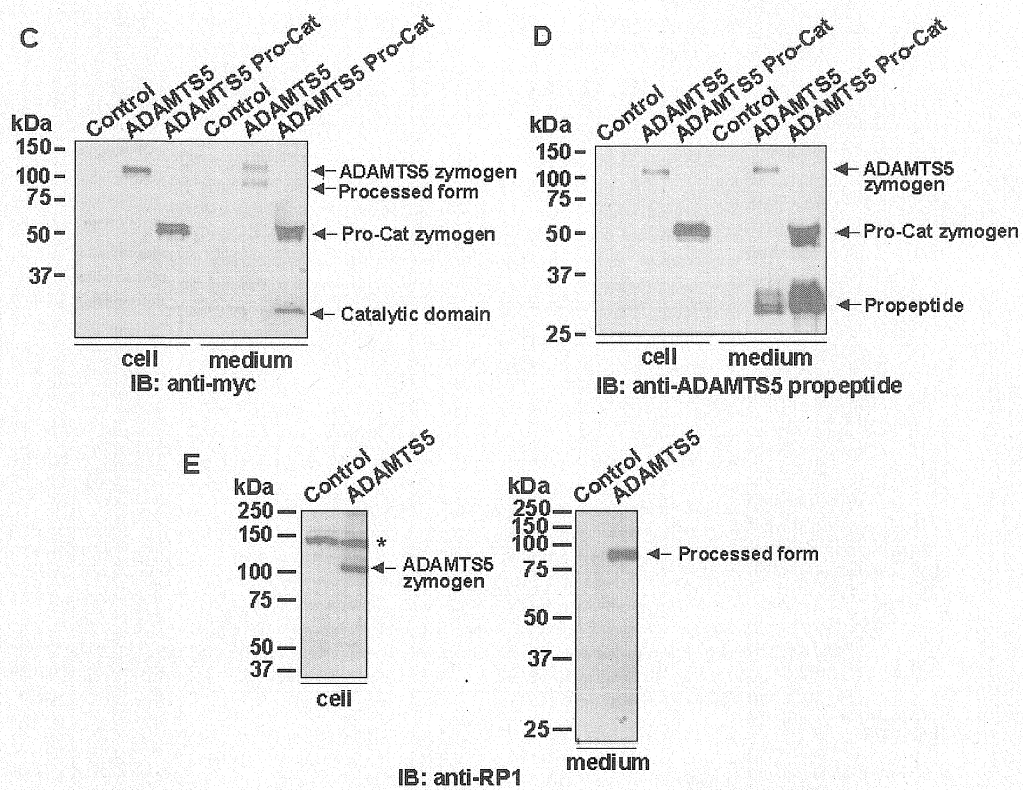 C
Control
ADAMTS5
ADAMTS5 Pro-Cat
Control
ADAMTS5
ADAMTS5 Pro-Cat
kDa
150
100
75
50
37
ADAMTS5 zymogen
Processed form
Pro-Cat zymogen
Catalytic domain
cell
medium
IB: anti-myc
D
Control
ADAMTS5
ADAMTS5 Pro-Cat
Control
ADAMTS5
ADAMTS5 Pro-Cat
kDa
150
100
75
50
37
25
ADAMTS5
zymogen
Pro-Cat zymogen
Propeptide
cell
medium
IB: anti-ADAMTS5 propeptide
E
Control
ADAMTS5
kDa
250
150
100
75
50
37
*
ADAMTS5
zymogen
cell
Control
ADAMTS5
kDa
250
150
100
75
50
37
25
Processed form
medium
IB: anti-RP1